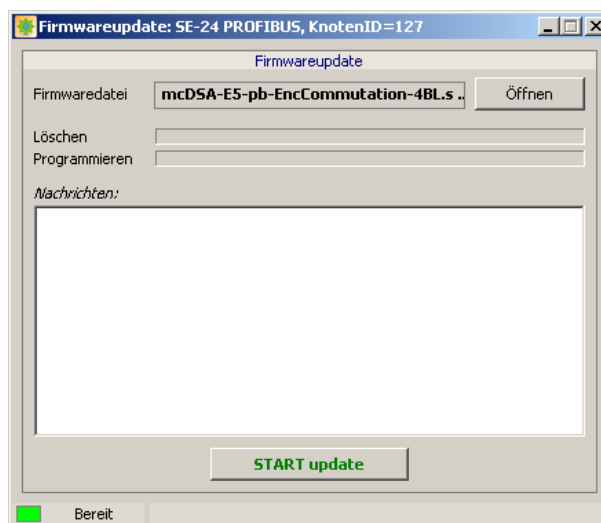 Firmwareupdate: SE-24 PROFIBUS, KnotenID=127
Firmwareupdate
Firmwaredatei mcDSA-E5-pb-EncCommutation-4BL.s .. Öffnen
Löschen
Programmieren
Nachrichten:
START update
Bereit